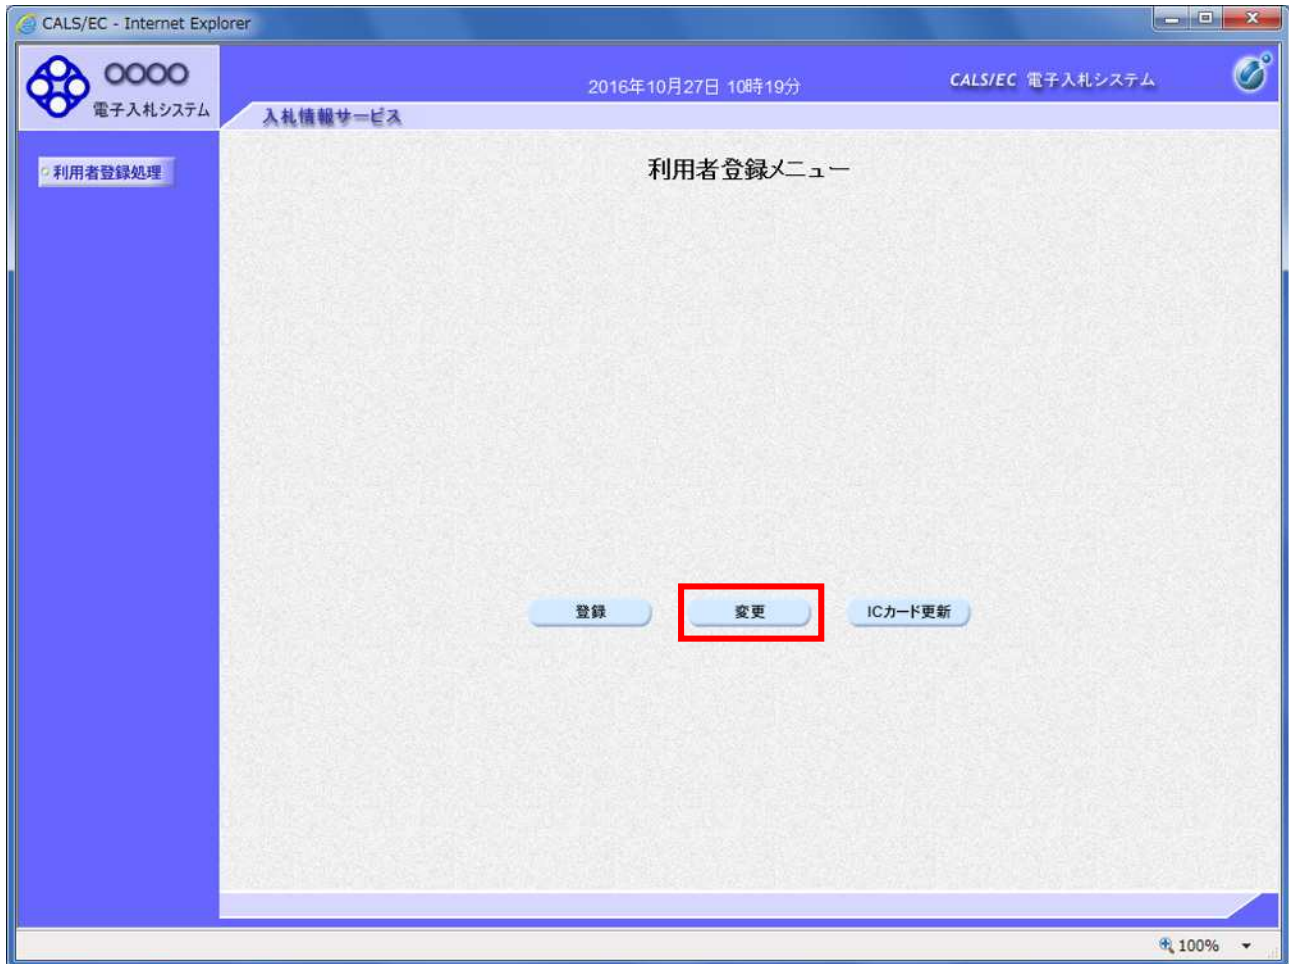 CALS/EC - Internet Explorer
○○○○
電子入札システム
2016年10月27日 10時19分
CALS/EC 電子入札システム
入札情報サービス
利用者登録処理
利用者登録メニュー
登録
変更
ICカード更新
100%